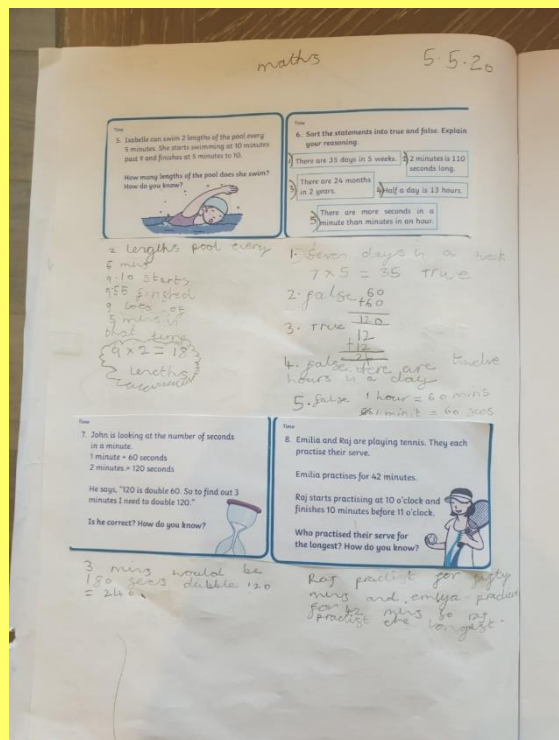 maths 5.5.20
Time
5. Isabelle can swim 2 lengths of the pool every
5 minutes. She starts swimming at 10 minutes
past 9 and finishes at 5 minutes to 10.
How many lengths of the pool does she swim?
How do you know?
Time
6. Sort the statements into true and false. Explain
your reasoning.
1) There are 35 days in 5 weeks.
2) 2 minutes is 110
seconds long.
3) There are 24 months
in 2 years.
4) Half a day is 13 hours.
5) There are more seconds in a
minute than minutes in an hour.
2 lengths pool every
5 mins
9.10 starts
9.55 finished
9 lots of
5 mins in
that time
9 x 2 = 18
lengths
1. Seven days in a week
7 x 5 = 35 True
2. false 60
+60
120
3. True 12
+12
24
4. false there are twelve
hours in a day
5. false 1 hour = 60 mins
1 minit = 60 secs
Time
7. John is looking at the number of seconds
in a minute.
1 minute = 60 seconds
2 minutes = 120 seconds
He says, "120 is double 60. So to find out 3
minutes I need to double 120."
Is he correct? How do you know?
Time
8. Emilia and Raj are playing tennis. They each
practise their serve.
Emilia practises for 42 minutes.
Raj starts practising at 10 o'clock and
finishes 10 minutes before 11 o'clock.
Who practised their serve for
the longest? How do you know?
3 mins would be
180 secs dubble 120
= 240
Raj practist for
mins and emilya
for 42 mins so raj
practist the longest.